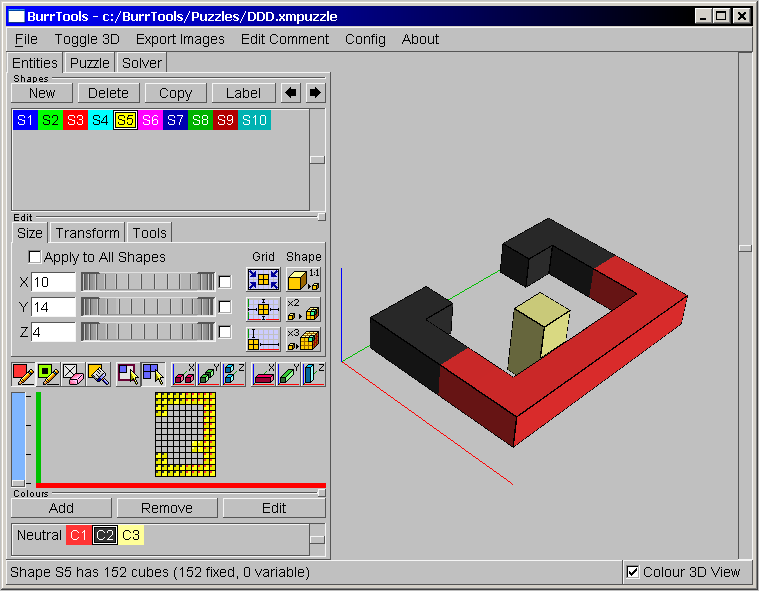 BurrTools - c:/BurrTools/Puzzles/DDD.xmpuzzle
File Toggle 3D Export Images Edit Comment Config About
Entities Puzzle Solver
Shapes
New Delete Copy Label
S1 S2 S3 S4 S5 S6 S7 S8 S9 S10
Edit
Size Transform Tools
Apply to All Shapes Grid Shape
X 10 1:1
Y 14 x2
Z 4 x3
X Y Z X Y Z
Colours
Add Remove Edit
Neutral C1 C2 C3
Shape S5 has 152 cubes (152 fixed, 0 variable) Colour 3D View